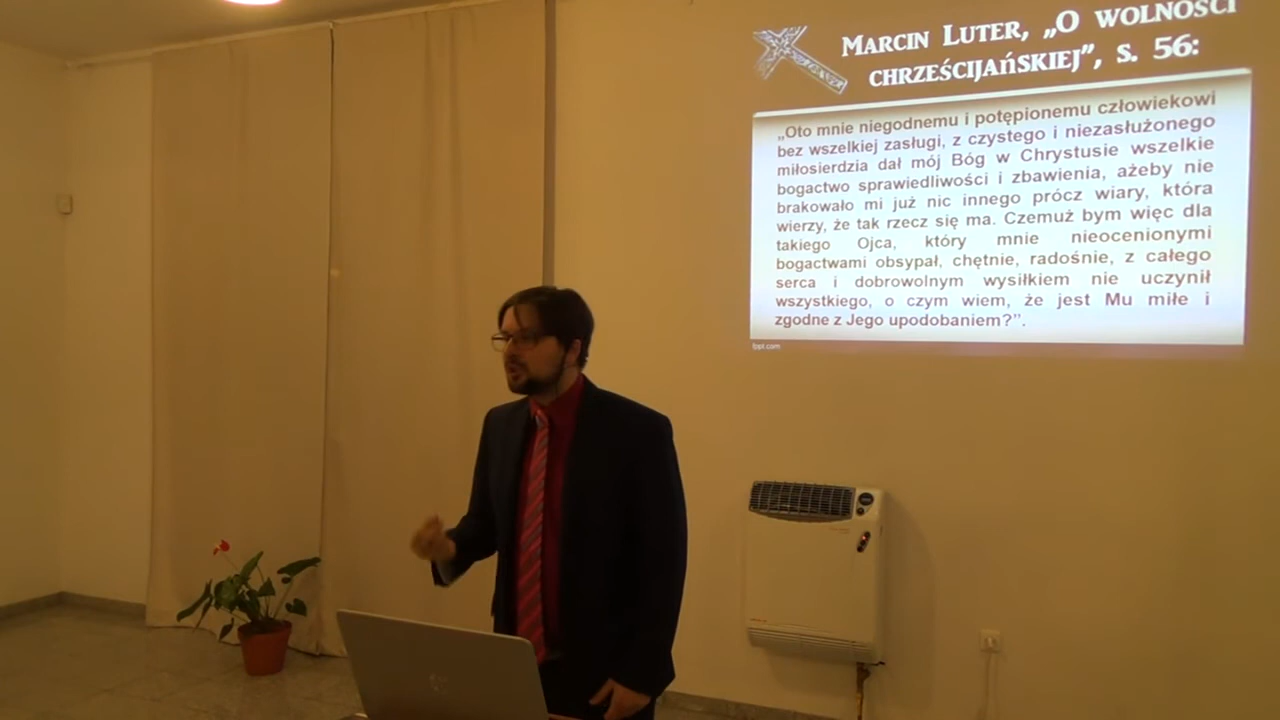 MARCIN LUTER, „O WOLNOŚCI
CHRZEŚCIJAńSKIEJ”, S. 56:
„Oto mnie niegodnemu i potępionemu człowiekowi
bez wszelkiej zasługi, z czystego i niezasłużonego
miłosierdzia dał mój Bóg w Chrystusie wszelkie
bogactwo sprawiedliwości i zbawienia, ażeby nie
brakowało mi już nic innego prócz wiary, która
wierzy, że tak rzecz się ma. Czemuż bym więc dla
takiego Ojca, który mnie nieocenionymi
bogactwami obsypał, chętnie, radośnie, z całego
serca i dobrowolnym wysiłkiem nie uczynił
wszystkiego, o czym wiem, że jest Mu miłe i
zgodne z Jego upodobaniem?”.
fppt.com